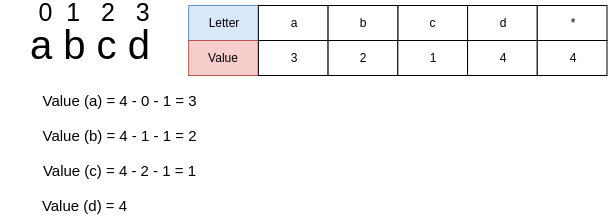 0 1 2 3
a b c d
Letter a b c d *
Value 3 2 1 4 4
Value (a) = 4 - 0 - 1 = 3
Value (b) = 4 - 1 - 1 = 2
Value (c) = 4 - 2 - 1 = 1
Value (d) = 4